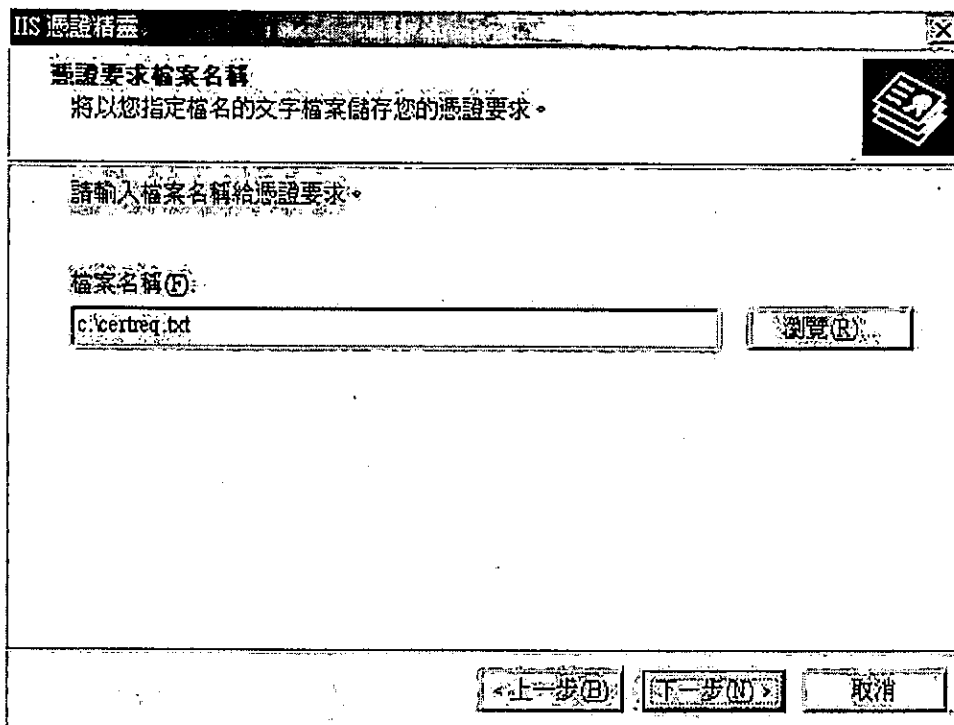 IIS 憑證精靈
憑證要求檔案名稱
將以您指定檔名的文字檔案儲存您的憑證要求。
請輸入檔案名稱給憑證要求。
檔案名稱(F):
c:\certreq.txt
瀏覽(R)
<上一步(B)
下一步(N)>
取消